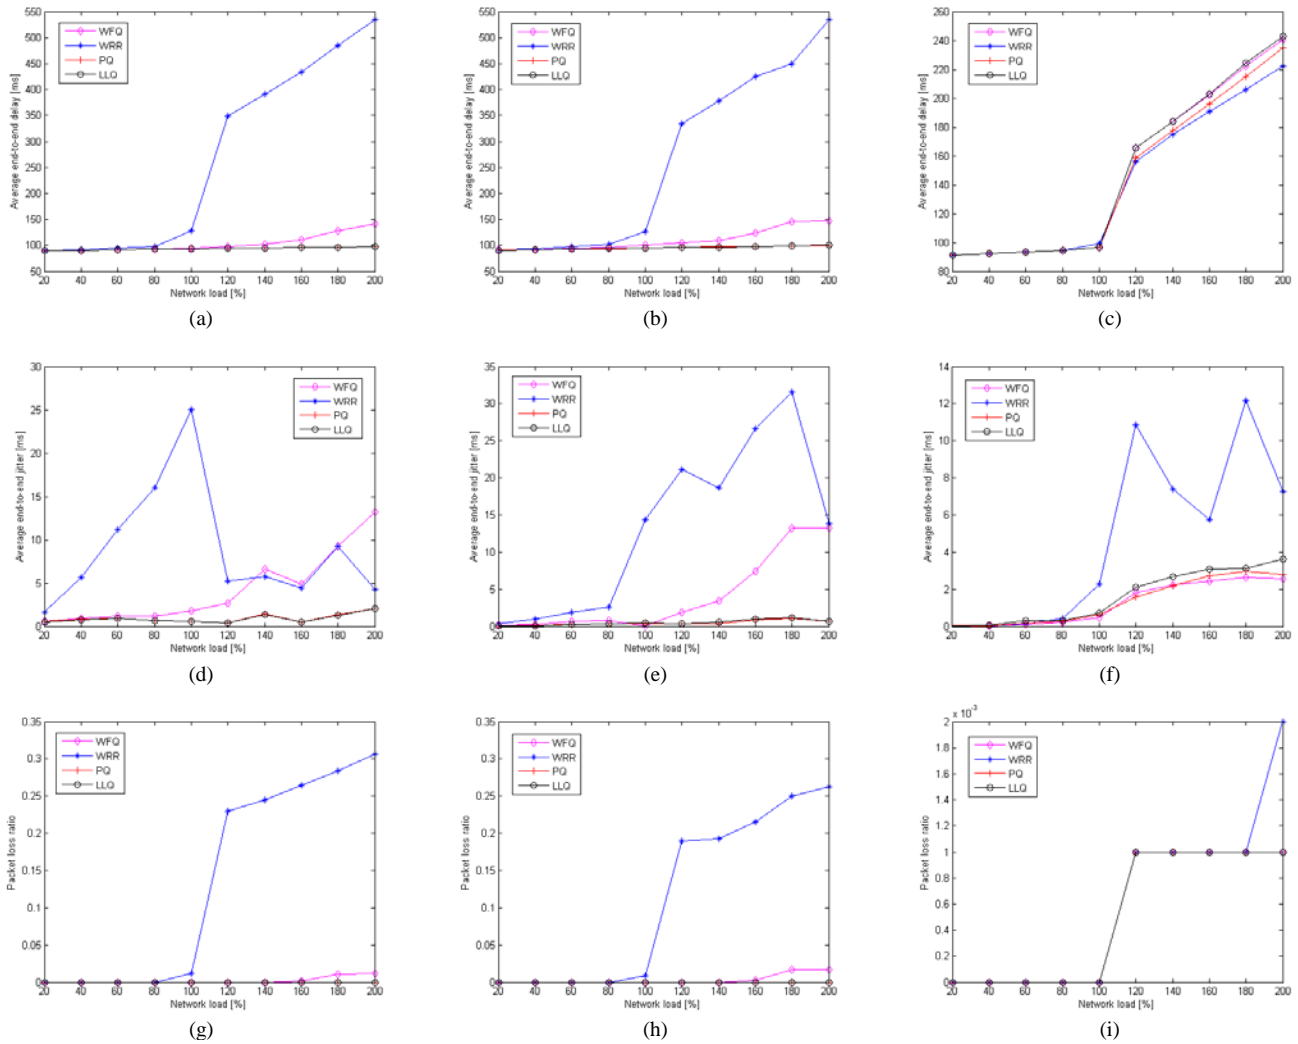 550
500
450
400
350
300
250
200
150
100
50
Average end-to-end delay [ms]
WFQ
WRR
PQ
LLQ
20 40 60 80 100 120 140 160 180 200
Network load [%]
(a)
550
500
450
400
350
300
250
200
150
100
50
Average end-to-end delay [ms]
WFQ
WRR
PQ
LLQ
20 40 60 80 100 120 140 160 180 200
Network load [%]
(b)
260
240
220
200
180
160
140
120
100
80
Average end-to-end delay [ms]
WFQ
WRR
PQ
LLQ
20 40 60 80 100 120 140 160 180 200
Network load [%]
(c)
30
25
20
15
10
5
0
Average end-to-end jitter [ms]
WFQ
WRR
PQ
LLQ
20 40 60 80 100 120 140 160 180 200
Network load [%]
(d)
35
30
25
20
15
10
5
0
Average end-to-end jitter [ms]
WFQ
WRR
PQ
LLQ
20 40 60 80 100 120 140 160 180 200
Network load [%]
(e)
14
12
10
8
6
4
2
0
Average end-to-end jitter [ms]
WFQ
WRR
PQ
LLQ
20 40 60 80 100 120 140 160 180 200
Network load [%]
(f)
0.35
0.3
0.25
0.2
0.15
0.1
0.05
0
Packet loss ratio
WFQ
WRR
PQ
LLQ
20 40 60 80 100 120 140 160 180 200
Network load [%]
(g)
0.35
0.3
0.25
0.2
0.15
0.1
0.05
0
Packet loss ratio
WFQ
WRR
PQ
LLQ
20 40 60 80 100 120 140 160 180 200
Network load [%]
(h)
x 10⁻³
2
1.8
1.6
1.4
1.2
1
0.8
0.6
0.4
0.2
0
Packet loss ratio
WFQ
WRR
PQ
LLQ
20 40 60 80 100 120 140 160 180 200
Network load [%]
(i)